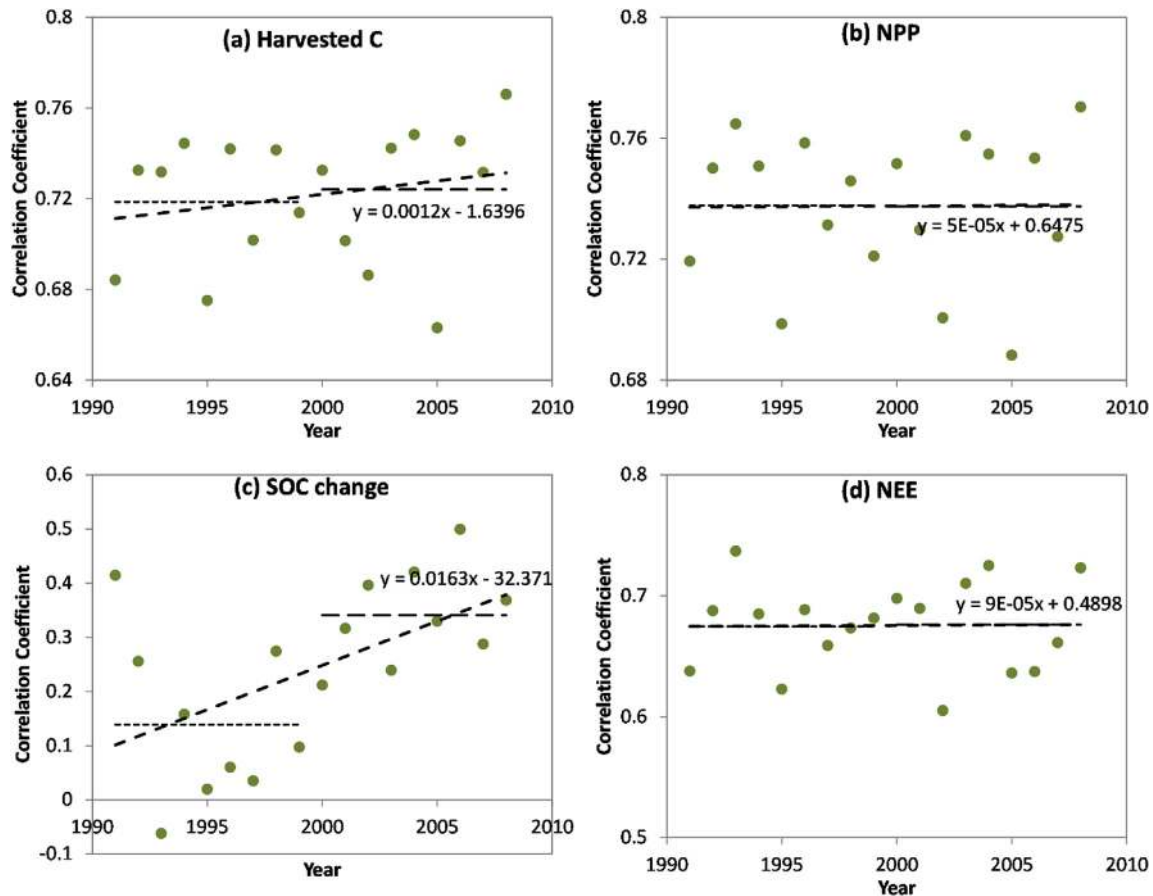 (a) Harvested C
Correlation Coefficient
0.8
0.76
0.72
0.68
0.64
y = 0.0012x - 1.6396
1990 1995 2000 2005 2010
Year
(b) NPP
Correlation Coefficient
0.8
0.76
0.72
0.68
y = 5E-05x + 0.6475
1990 1995 2000 2005 2010
Year
(c) SOC change
Correlation Coefficient
0.6
0.5
0.4
0.3
0.2
0.1
0
-0.1
y = 0.0163x - 32.371
1990 1995 2000 2005 2010
Year
(d) NEE
Correlation Coefficient
0.8
0.7
0.6
0.5
y = 9E-05x + 0.4898
1990 1995 2000 2005 2010
Year